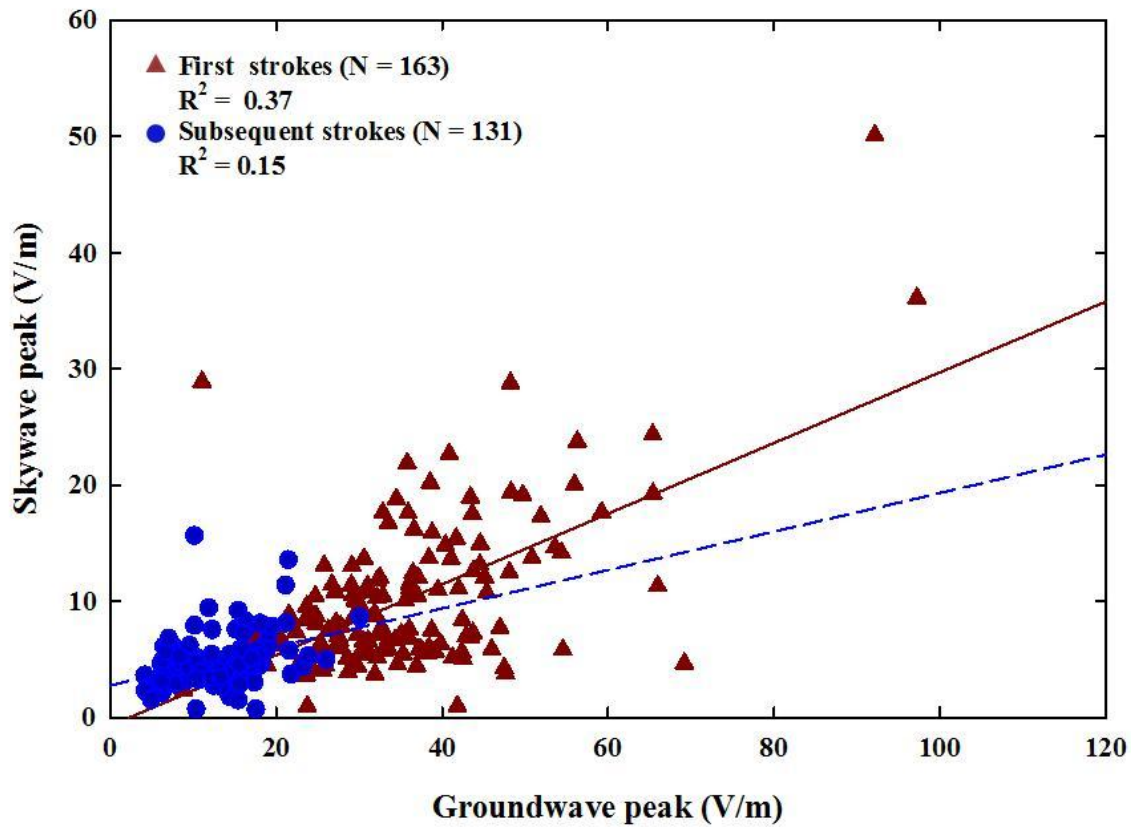 60
50
40
30
20
10
0
Skywave peak (V/m)
First strokes (N = 163)
R² = 0.37
Subsequent strokes (N = 131)
R² = 0.15
0 20 40 60 80 100 120
Groundwave peak (V/m)